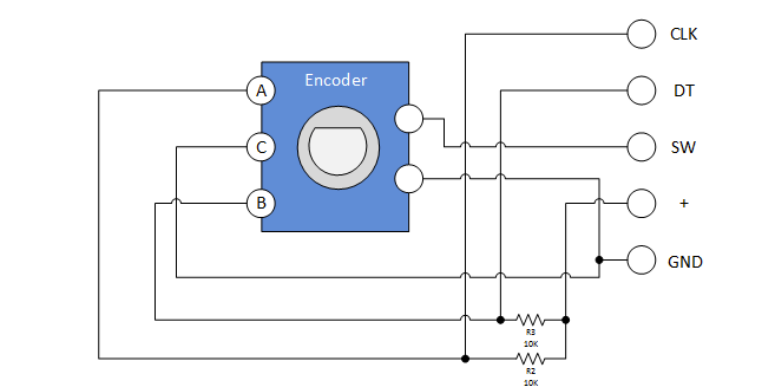 CLK
Encoder
A
DT
C
SW
B
+
GND
R3
10K
R2
10K